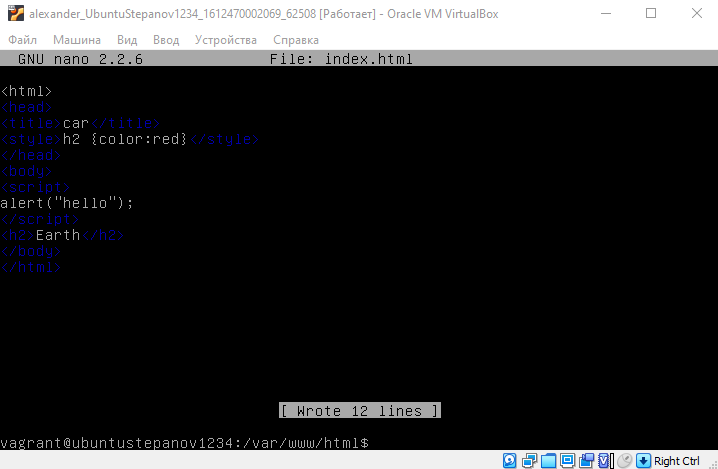 alexander_UbuntuStepanov1234_1612470002069_62508 [Работает] - Oracle VM VirtualBox
Файл Машина Вид Ввод Устройства Справка
GNU nano 2.2.6 File: index.html
<html>
<head>
<title>car</title>
<style>h2 {color:red}</style>
</head>
<body>
<script>
alert("hello");
</script>
<h2>Earth</h2>
</body>
</html>
[ Wrote 12 lines ]
vagrant@ubuntustepanov1234:/var/www/html$
Right Ctrl